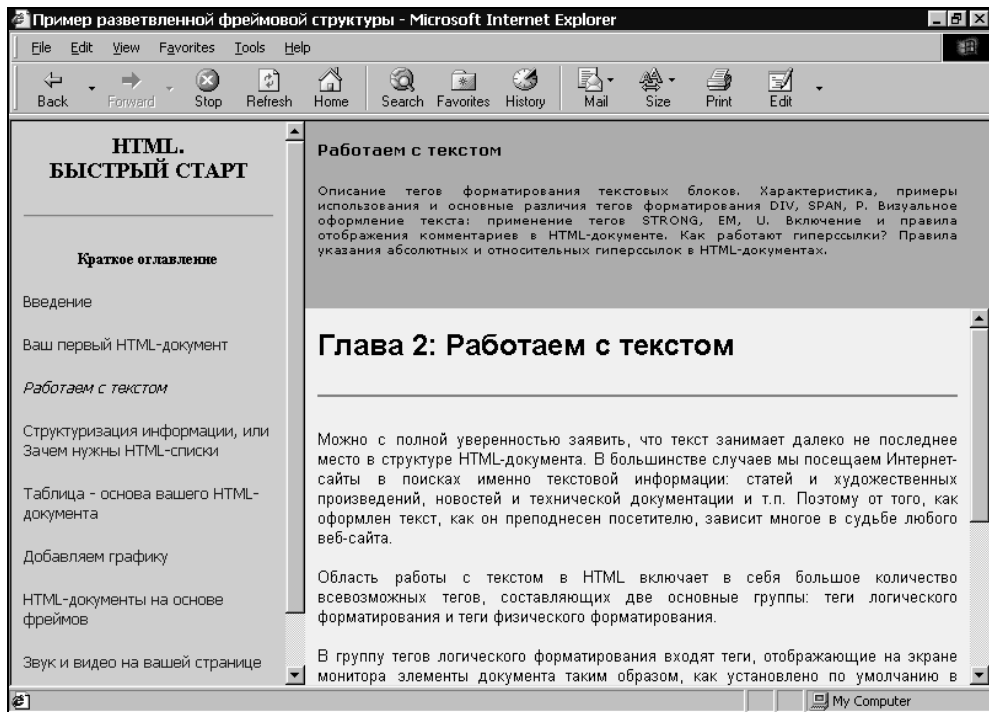 Пример разветвленной фреймовой структуры - Microsoft Internet Explorer
File Edit View Favorites Tools Help
Back Forward Stop Refresh Home Search Favorites History Mail Size Print Edit
HTML.
БЫСТРЫЙ СТАРТ
Краткое оглавление
Введение
Ваш первый HTML-документ
Работаем с текстом
Структуризация информации, или
Зачем нужны HTML-списки
Таблица - основа вашего HTML-
документа
Добавляем графику
HTML-документы на основе
фреймов
Звук и видео на вашей странице
Работаем с текстом
Описание тегов форматирования текстовых блоков. Характеристика, примеры
использования и основные различия тегов форматирования DIV, SPAN, P. Визуальное
оформление текста: применение тегов STRONG, EM, U. Включение и правила
отображения комментариев в HTML-документе. Как работают гиперссылки? Правила
указания абсолютных и относительных гиперссылок в HTML-документах.
Глава 2: Работаем с текстом
Можно с полной уверенностью заявить, что текст занимает далеко не последнее
место в структуре HTML-документа. В большинстве случаев мы посещаем Интернет-
сайты в поисках именно текстовой информации: статей и художественных
произведений, новостей и технической документации и т.п. Поэтому от того, как
оформлен текст, как он преподнесен посетителю, зависит многое в судьбе любого
веб-сайта.
Область работы с текстом в HTML включает в себя большое количество
всевозможных тегов, составляющих две основные группы: теги логического
форматирования и теги физического форматирования.
В группу тегов логического форматирования входят теги, отображающие на экране
монитора элементы документа таким образом, как установлено по умолчанию в
My Computer